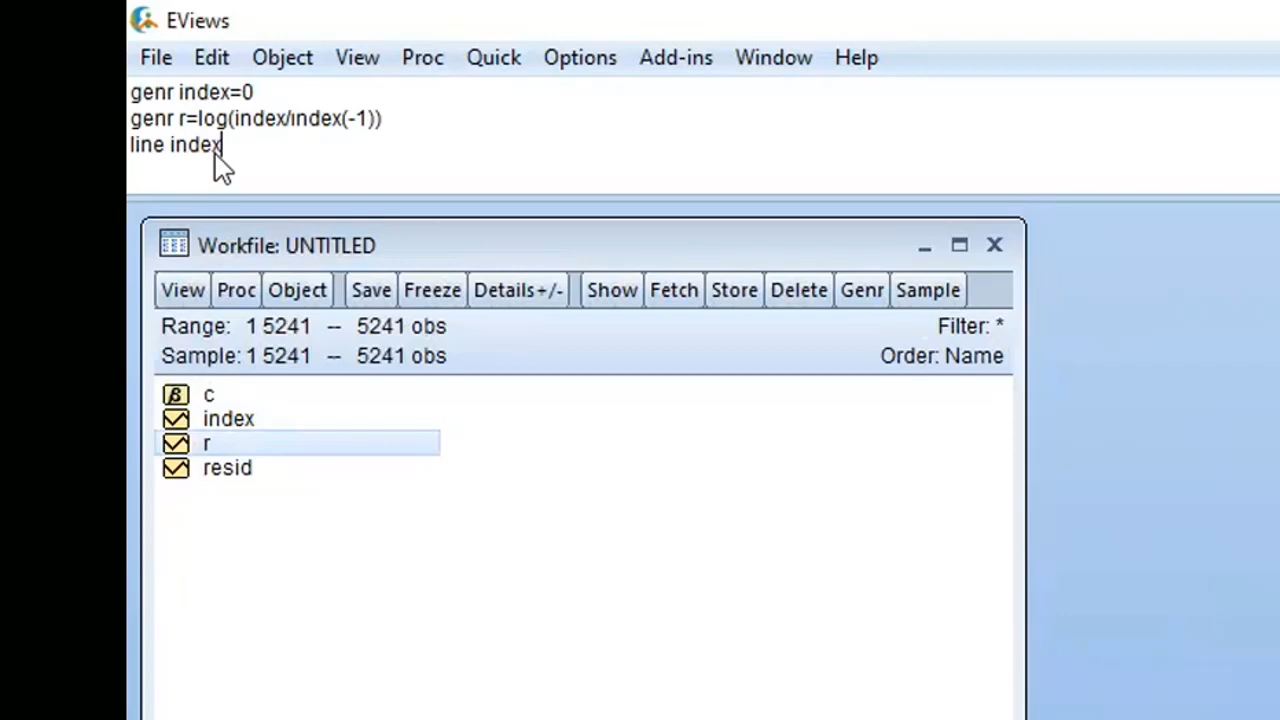 EViews
File Edit Object View Proc Quick Options Add-ins Window Help
genr index=0
genr r=log(index/index(-1))
line index
Workfile: UNTITLED
View Proc Object Save Freeze Details+/- Show Fetch Store Delete Genr Sample
Range: 1 5241 -- 5241 obs Filter: *
Sample: 1 5241 -- 5241 obs Order: Name
β c
index
r
resid